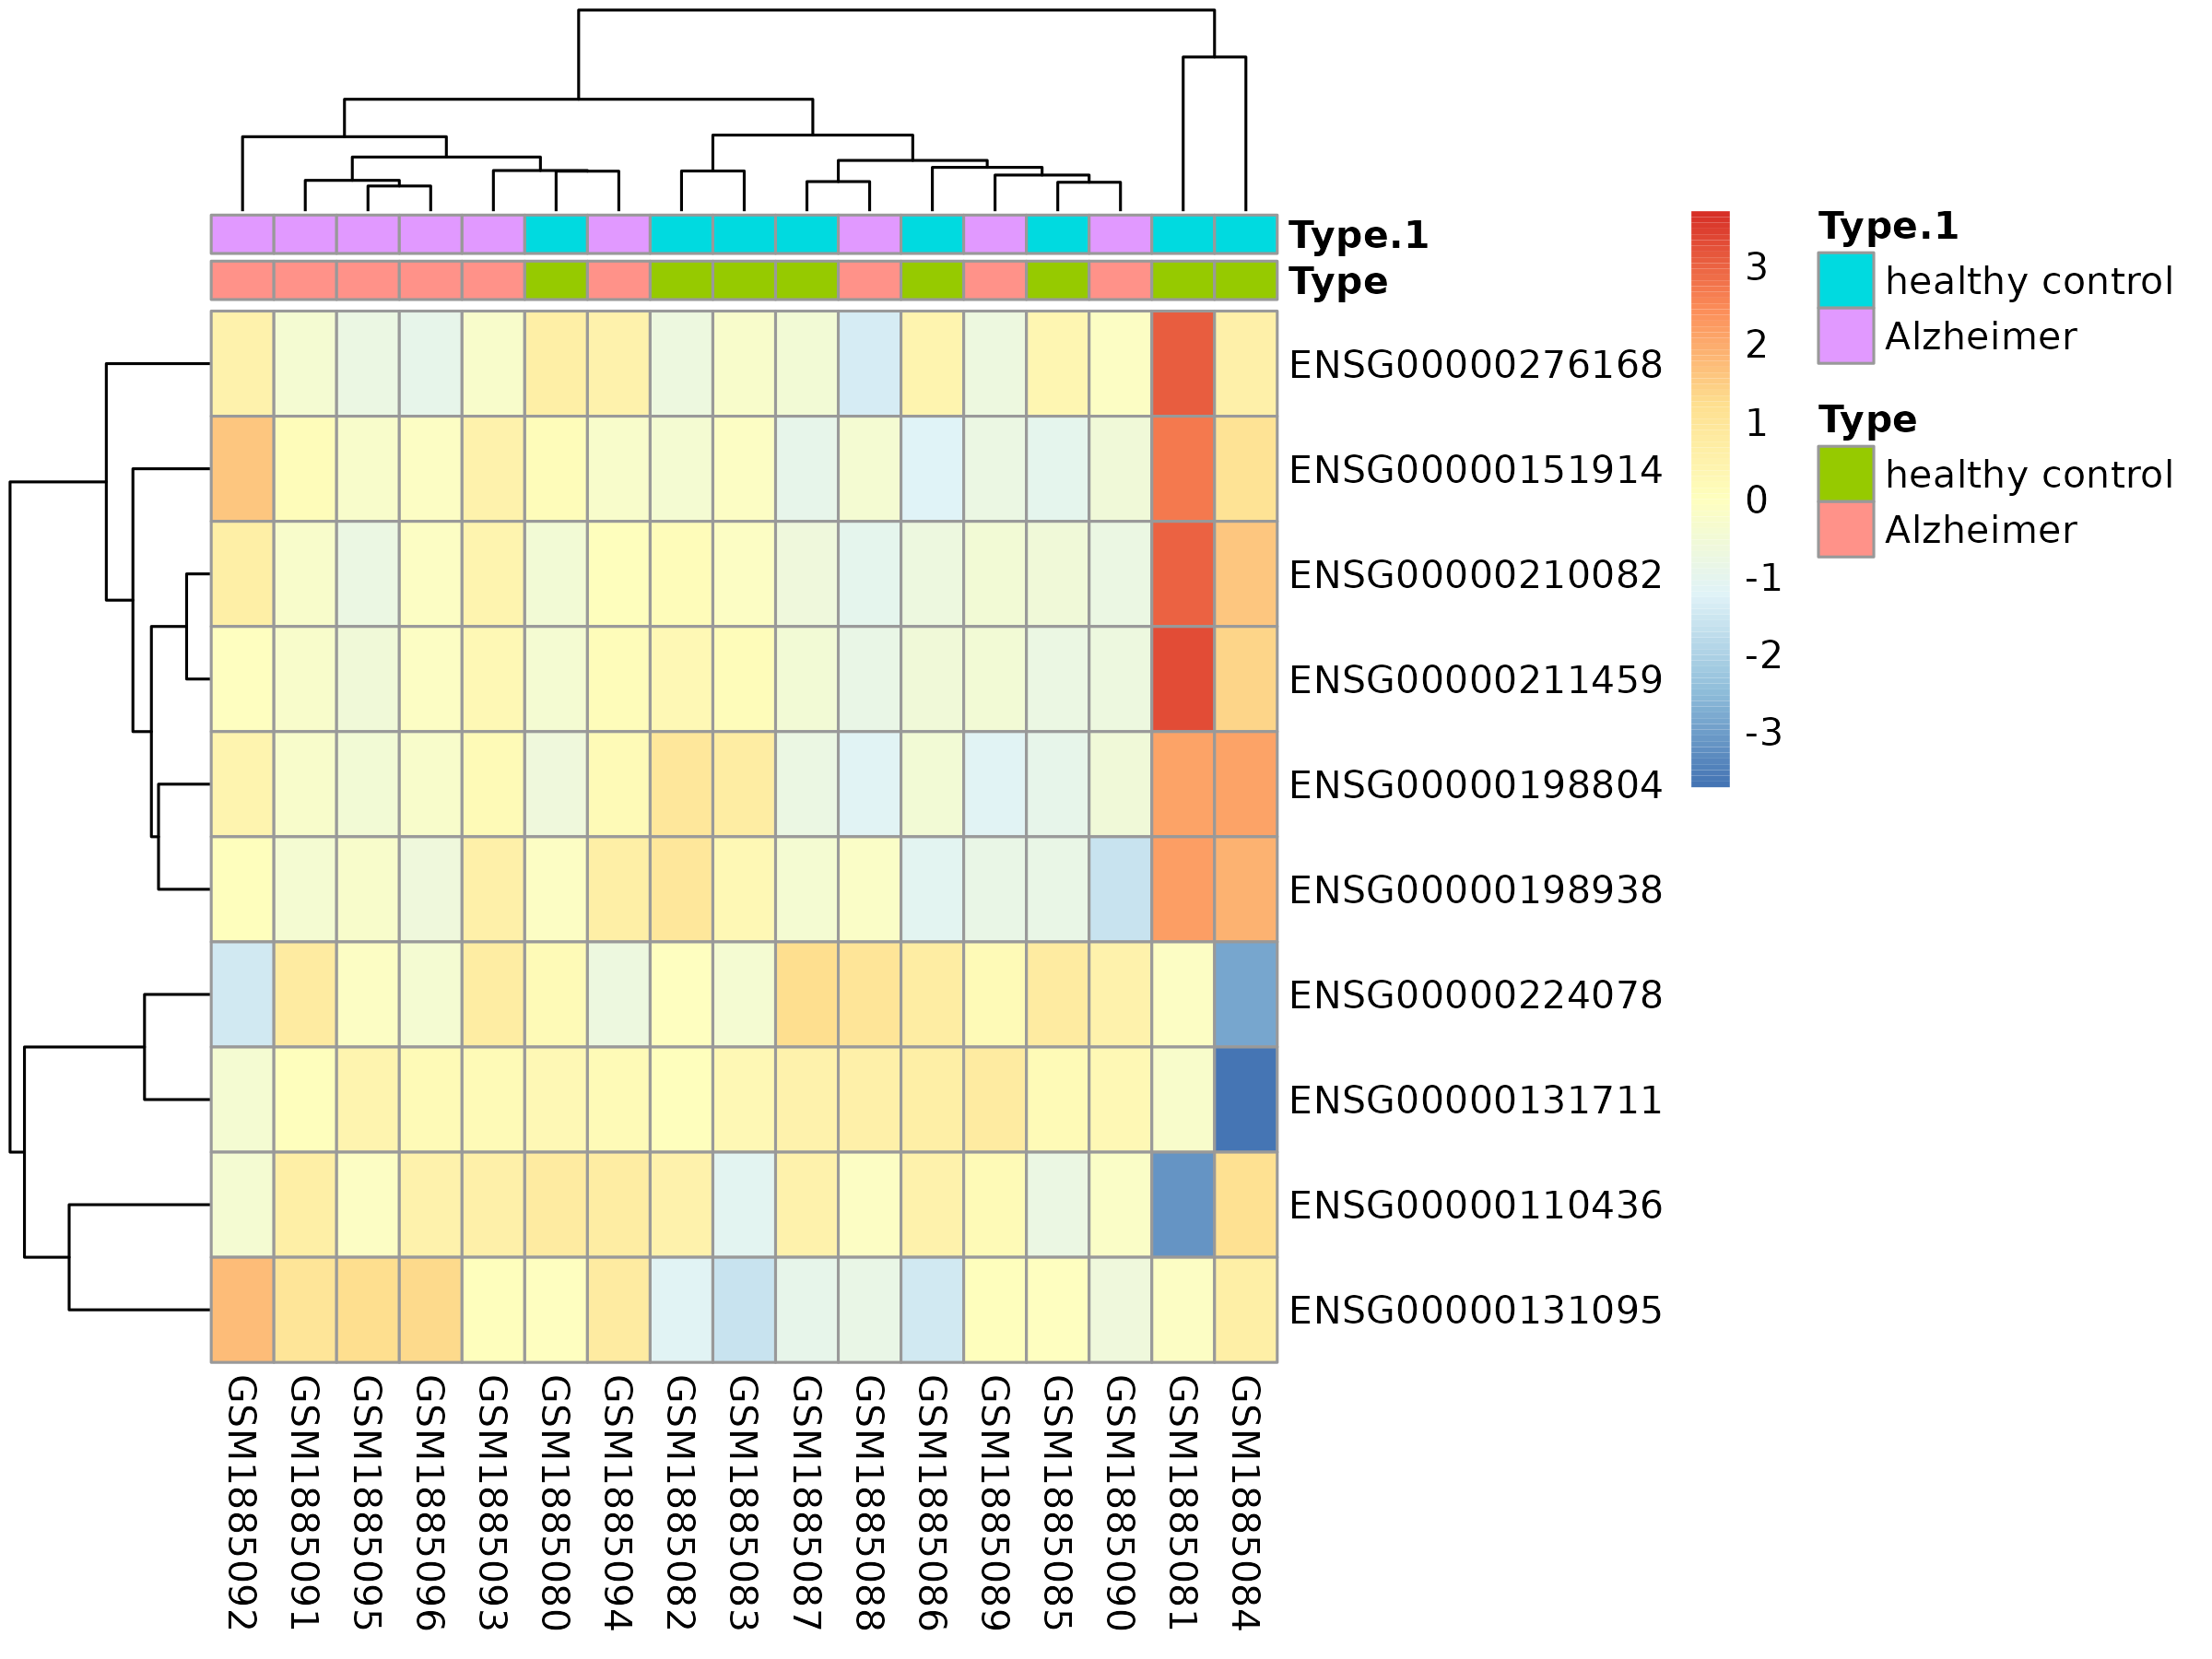 Type.1
Type
ENSG00000276168
ENSG00000151914
ENSG00000210082
ENSG00000211459
ENSG00000198804
ENSG00000198938
ENSG00000224078
ENSG00000131711
ENSG00000110436
ENSG00000131095
GSM1885092
GSM1885091
GSM1885095
GSM1885096
GSM1885093
GSM1885080
GSM1885094
GSM1885082
GSM1885083
GSM1885087
GSM1885088
GSM1885086
GSM1885089
GSM1885085
GSM1885090
GSM1885081
GSM1885084
3
2
1
0
-1
-2
-3
Type.1
healthy control
Alzheimer
Type
healthy control
Alzheimer